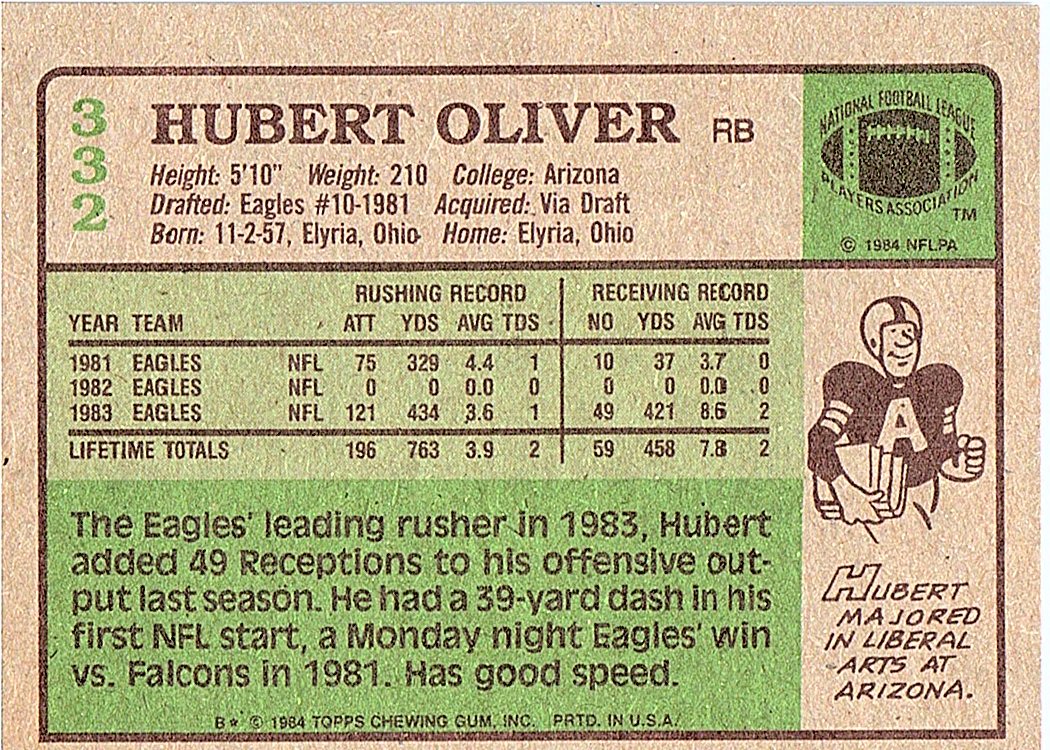 332
HUBERT OLIVER RB
Height: 5'10" Weight: 210 College: Arizona
Drafted: Eagles #10-1981 Acquired: Via Draft
Born: 11-2-57, Elyria, Ohio Home: Elyria, Ohio
NATIONAL FOOTBALL LEAGUE
PLAYERS ASSOCIATION
TM
© 1984 NFLPA
RUSHING RECORD RECEIVING RECORD
YEAR TEAM ATT YDS AVG TDS NO YDS AVG TDS
1981 EAGLES NFL 75 329 4.4 1 10 37 3.7 0
1982 EAGLES NFL 0 0 0.0 0 0 0 0.0 0
1983 EAGLES NFL 121 434 3.6 1 49 421 8.6 2
LIFETIME TOTALS 196 763 3.9 2 59 458 7.8 2
The Eagles' leading rusher in 1983, Hubert
added 49 Receptions to his offensive out-
put last season. He had a 39-yard dash in his
first NFL start, a Monday night Eagles' win
vs. Falcons in 1981. Has good speed.
B* © 1984 TOPPS CHEWING GUM, INC. PRTD. IN U.S.A.
A
HUBERT
MAJORED
IN LIBERAL
ARTS AT
ARIZONA.